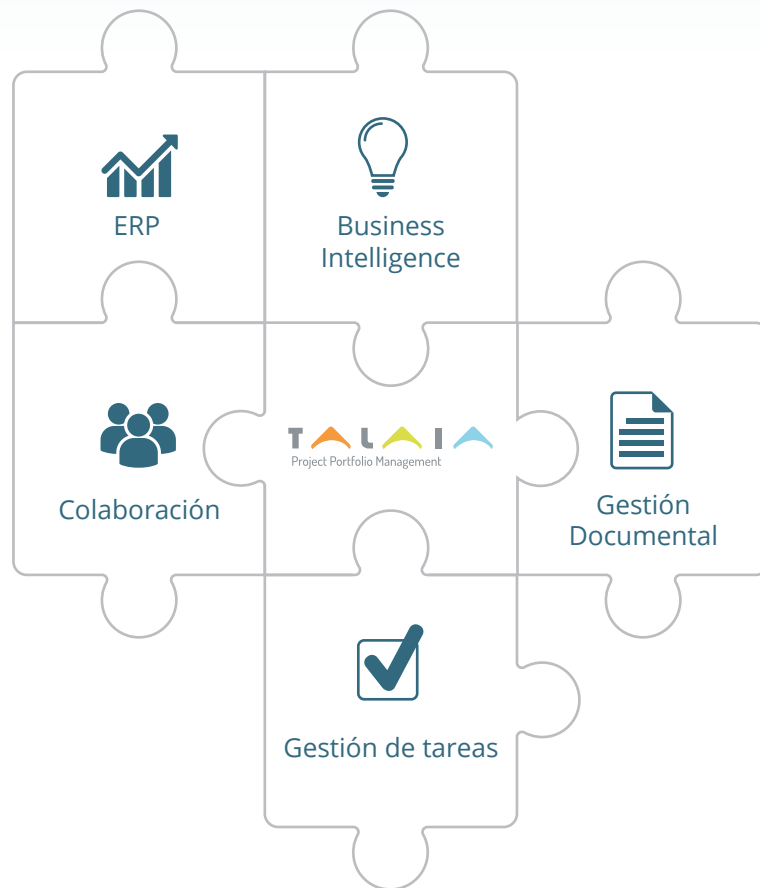 ERP
Business
Intelligence
Colaboración
TALAIA
Project Portfolio Management
Gestión
Documental
Gestión de tareas